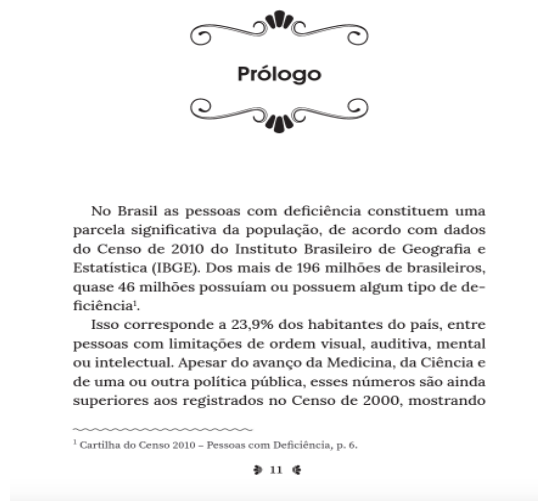 Prólogo
No Brasil as pessoas com deficiência constituem uma
parcela significativa da população, de acordo com dados
do Censo de 2010 do Instituto Brasileiro de Geografia e
Estatística (IBGE). Dos mais de 196 milhões de brasileiros,
quase 46 milhões possuíam ou possuem algum tipo de de-
ficiência¹.
Isso corresponde a 23,9% dos habitantes do país, entre
pessoas com limitações de ordem visual, auditiva, mental
ou intelectual. Apesar do avanço da Medicina, da Ciência e
de uma ou outra política pública, esses números são ainda
superiores aos registrados no Censo de 2000, mostrando
¹ Cartilha do Censo 2010 – Pessoas com Deficiência, p. 6.
11